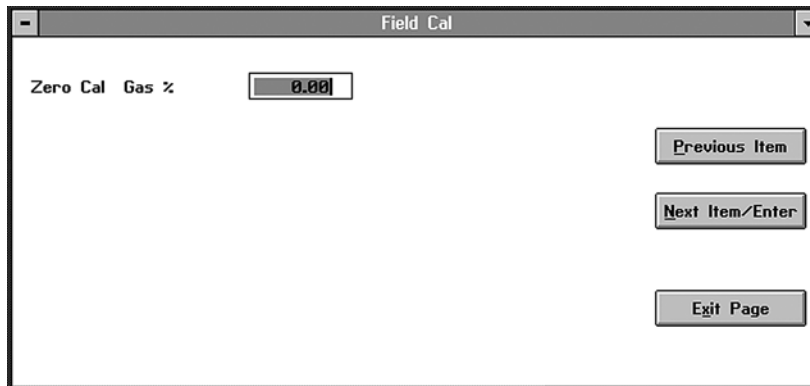 Field Cal
Zero Cal Gas % 0.00
Previous Item
Next Item/Enter
Exit Page